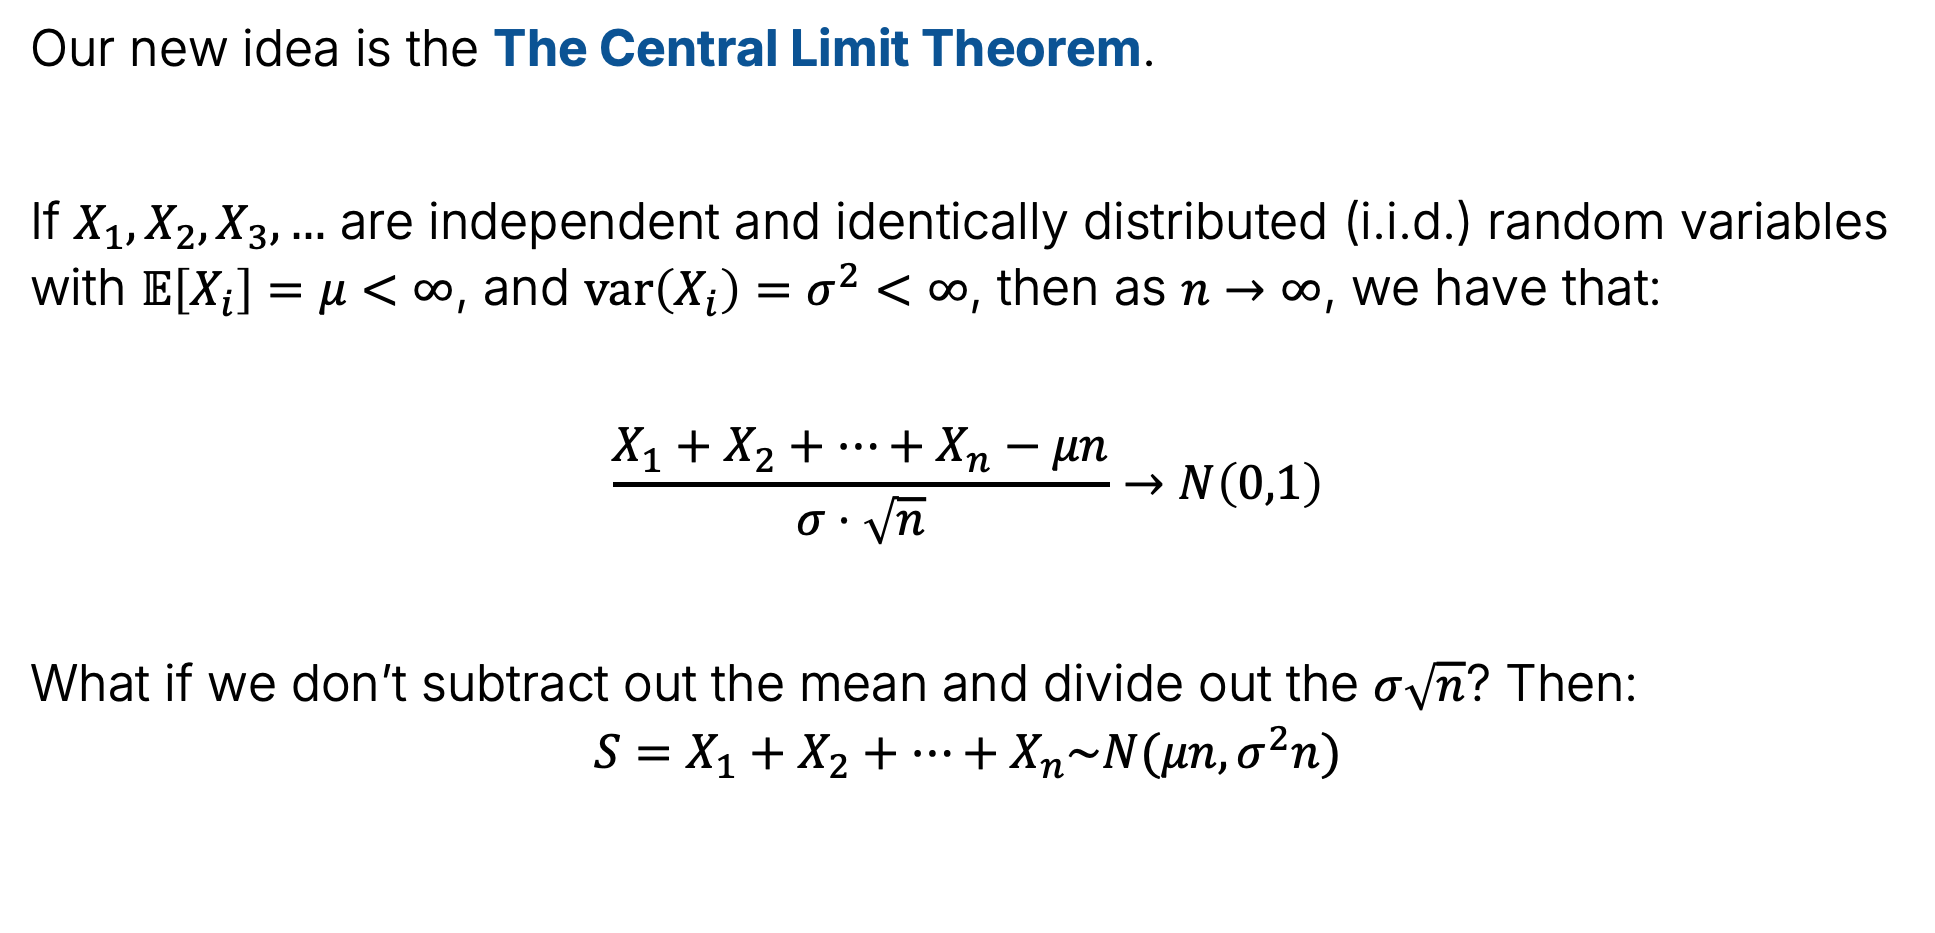 Our new idea is the The Central Limit Theorem.
If X₁, X₂, X₃, … are independent and identically distributed (i.i.d.) random variables
with 𝔼[Xᵢ] = μ < ∞, and var(Xᵢ) = σ² < ∞, then as n → ∞, we have that:
X₁ + X₂ + ⋯ + Xₙ − μn
→ N(0,1)
σ · √n
What if we don’t subtract out the mean and divide out the σ√n? Then:
S = X₁ + X₂ + ⋯ + Xₙ~N(μn, σ²n)